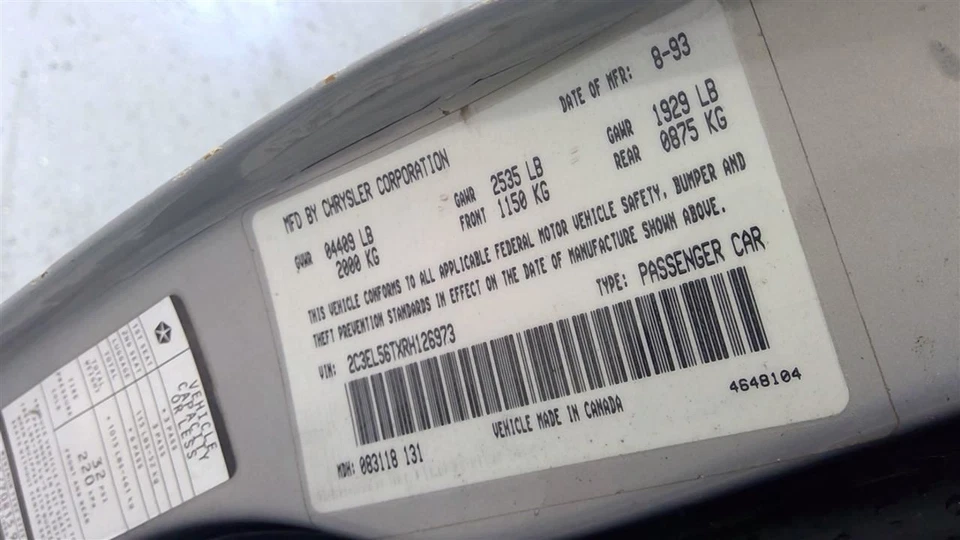 MFD BY CHRYSLER CORPORATION DATE OF MFR: 8-93
GVWR 04409 LB 2000 KG GAWR FRONT 2535 LB 1150 KG GAWR REAR 1929 LB 0875 KG
THIS VEHICLE CONFORMS TO ALL APPLICABLE FEDERAL MOTOR VEHICLE SAFETY, BUMPER AND
THEFT PREVENTION STANDARDS IN EFFECT ON THE DATE OF MANUFACTURE SHOWN ABOVE.
VIN: 2C3EL56TXRH126973 TYPE: PASSENGER CAR
VEHICLE MADE IN CANADA 4648104
MDH: 083118 131
VEHICLE
CAPACITY
OR LESS
32
220